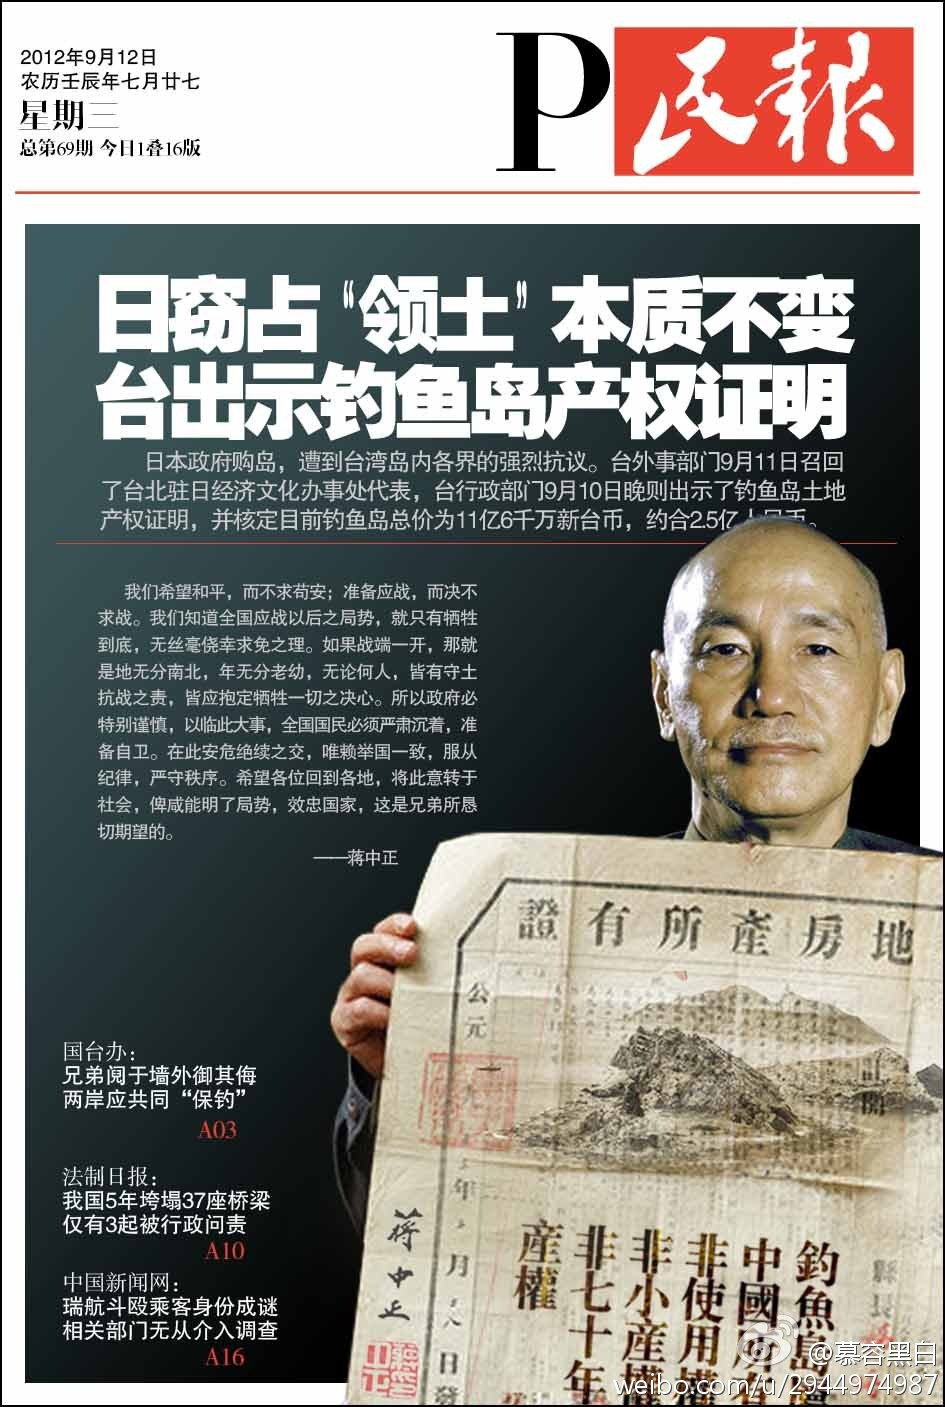 2012年9月12日
农历壬辰年七月廿七
星期三
总第69期 今日1叠16版
P 民報
日窃占“领土”本质不变
台出示钓鱼岛产权证明
日本政府购岛，遭到台湾岛内各界的强烈抗议。台外事部门9月11日召回
了台北驻日经济文化办事处代表，台行政部门9月10日晚则出示了钓鱼岛土地
产权证明，并核定目前钓鱼岛总价为11亿6千万新台币，约合2.5亿人民币。
我们希望和平，而不求苟安；准备应战，而决不
求战。我们知道全国应战以后之局势，就只有牺牲
到底，无丝毫侥幸求免之理。如果战端一开，那就
是地无分南北，年无分老幼，无论何人，皆有守土
抗战之责，皆应抱定牺牲一切之决心。所以政府必
特别谨慎，以临此大事，全国国民必须严肃沉着，准
备自卫。在此安危绝续之交，唯赖举国一致，服从
纪律，严守秩序。希望各位回到各地，将此意转于
社会，俾咸能明了局势，效忠国家，这是兄弟所恳
切期望的。
——蒋中正
地房產所有證
公元一九
年
月
日發
釣魚島
中國所有
非使用權
非小產權
非七十年
產權
蒋中正
国台办：
兄弟阋于墙外御其侮
两岸应共同“保钓”
A03
法制日报：
我国5年垮塌37座桥梁
仅有3起被行政问责
A10
中国新闻网：
瑞航斗殴乘客身份成谜
相关部门无从介入调查
A16
@慕容黑白
weibo.com/u/2944974987